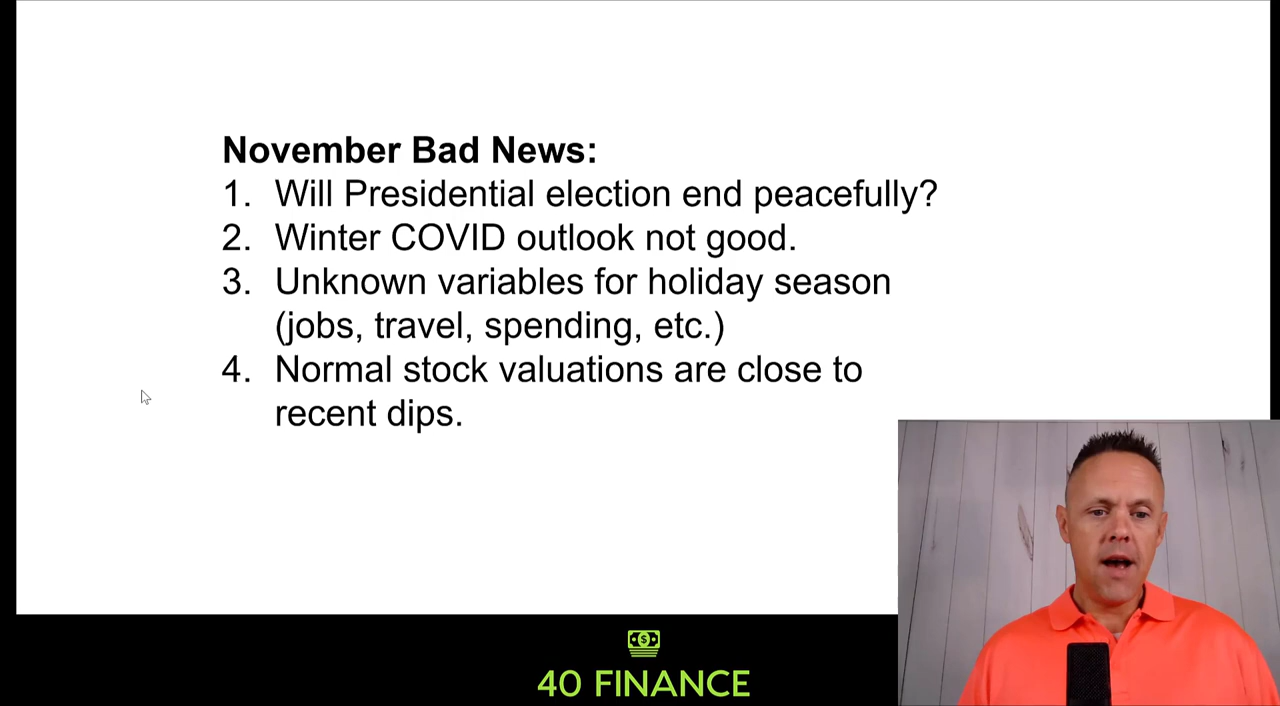 November Bad News:
1. Will Presidential election end peacefully?
2. Winter COVID outlook not good.
3. Unknown variables for holiday season
(jobs, travel, spending, etc.)
4. Normal stock valuations are close to
recent dips.
$
40 FINANCE